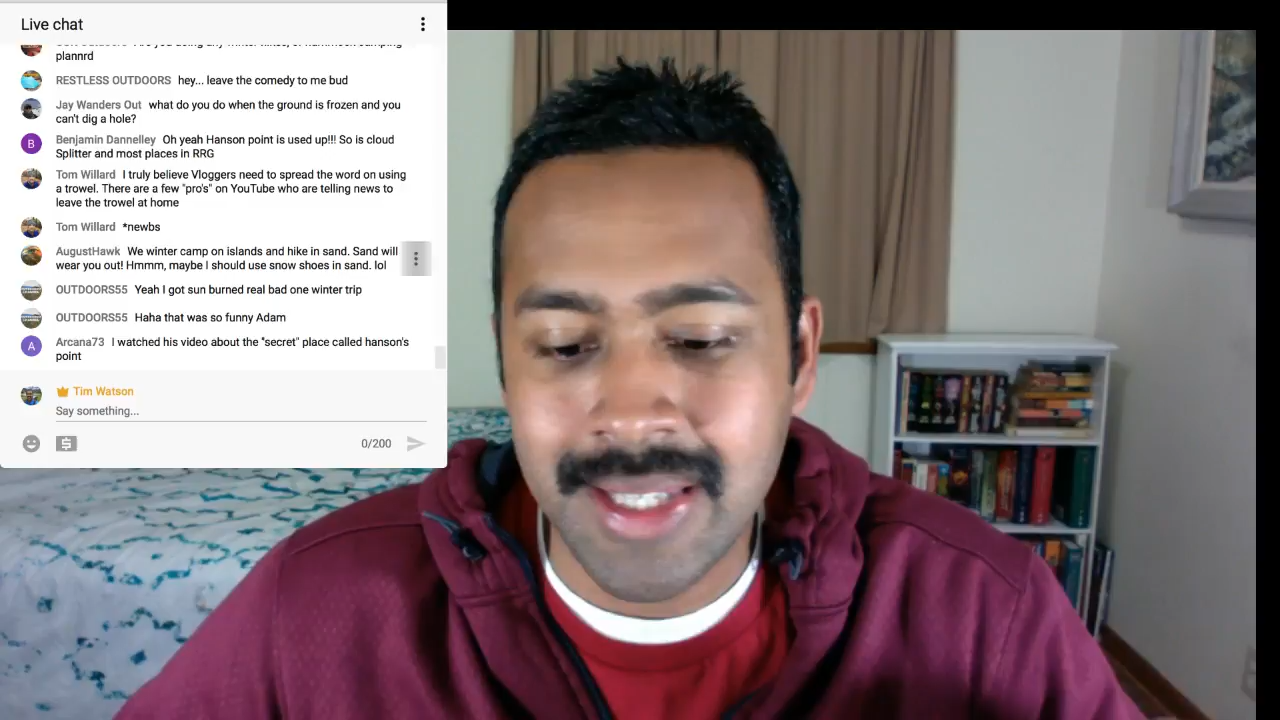 Live chat
plannrd
RESTLESS OUTDOORS hey... leave the comedy to me bud
Jay Wanders Out what do you do when the ground is frozen and you
can't dig a hole?
B Benjamin Dannelley Oh yeah Hanson point is used up!!! So is cloud
Splitter and most places in RRG
Tom Willard I truly believe Vloggers need to spread the word on using
a trowel. There are a few "pro's" on YouTube who are telling news to
leave the trowel at home
Tom Willard *newbs
AugustHawk We winter camp on islands and hike in sand. Sand will
wear you out! Hmmm, maybe I should use snow shoes in sand. lol
OUTDOORS55 Yeah I got sun burned real bad one winter trip
OUTDOORS55 Haha that was so funny Adam
A Arcana73 I watched his video about the "secret" place called hanson's
point
Tim Watson
Say something...
$ 0/200